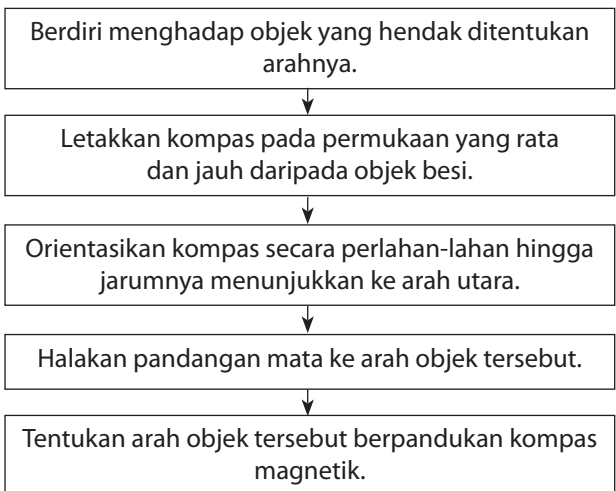 Berdiri menghadap objek yang hendak ditentukan
arahnya.
Letakkan kompas pada permukaan yang rata
dan jauh daripada objek besi.
Orientasikan kompas secara perlahan-lahan hingga
jarumnya menunjukkan ke arah utara.
Halakan pandangan mata ke arah objek tersebut.
Tentukan arah objek tersebut berpandukan kompas
magnetik.